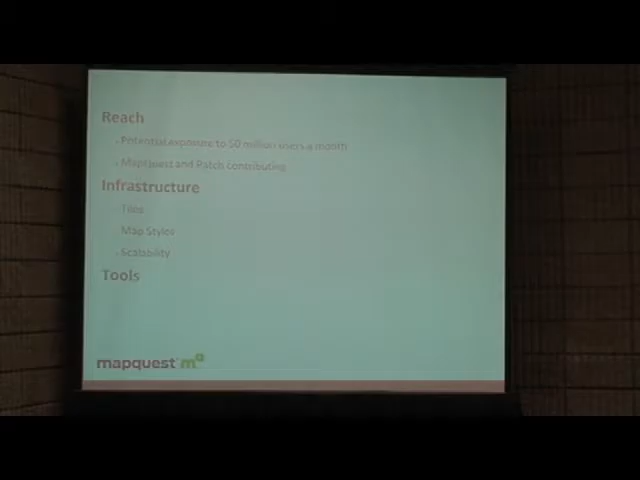 Reach
Potential exposure to 50 million users a month
MapQuest and Patch contributing
Infrastructure
Tiles
Map Styles
Scalability
Tools
mapquest m